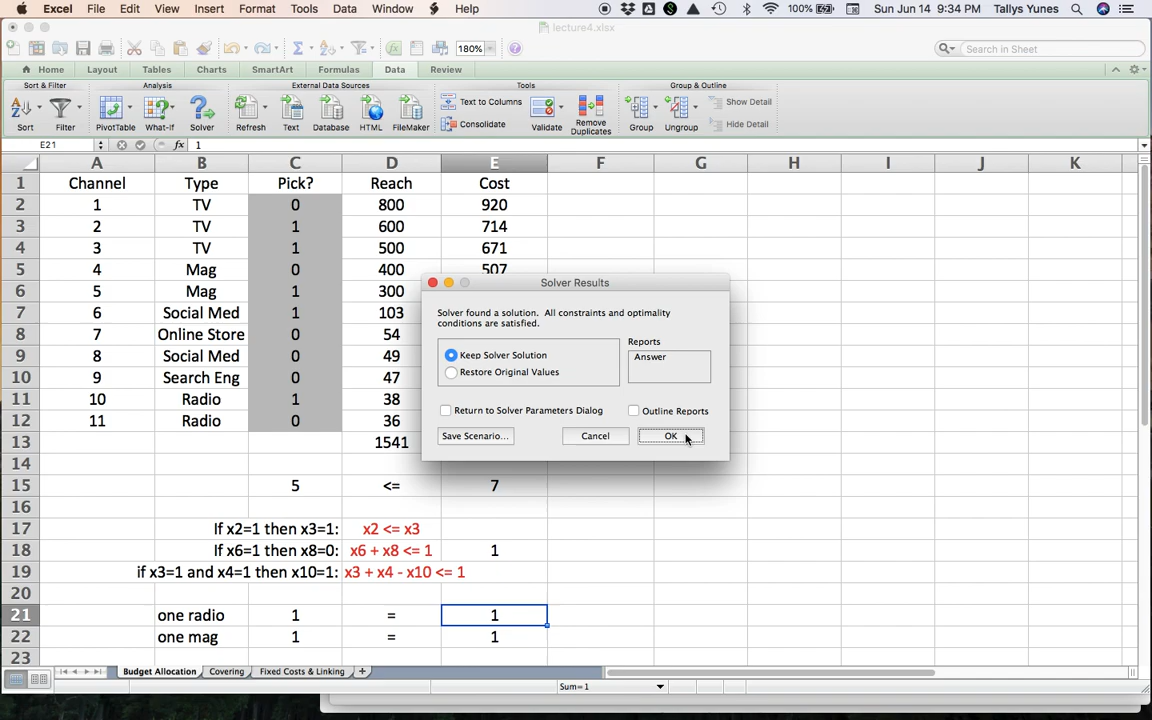 Excel File Edit View Insert Format Tools Data Window Help 100% Sun Jun 14 9:34 PM Tallys Yunes
lecture4.xlsx
180% Search in Sheet
Home Layout Tables Charts SmartArt Formulas Data Review
Sort & Filter Analysis External Data Sources Tools Group & Outline
Text to Columns Show Detail
Consolidate Hide Detail
Sort Filter PivotTable What-If Solver Refresh Text Database HTML FileMaker Validate Remove Duplicates Group Ungroup
E21 fx 1
A B C D E F G H I J K
1 Channel Type Pick? Reach Cost
2 1 TV 0 800 920
3 2 TV 1 600 714
4 3 TV 1 500 671
5 4 Mag 0 400 507
6 5 Mag 1 300
7 6 Social Med 1 103
8 7 Online Store 0 54
9 8 Social Med 0 49
10 9 Search Eng 0 47
11 10 Radio 1 38
12 11 Radio 0 36
13 1541
14
15 5 <= 7
16
17 If x2=1 then x3=1: x2 <= x3
18 If x6=1 then x8=0: x6 + x8 <= 1 1
19 if x3=1 and x4=1 then x10=1: x3 + x4 - x10 <= 1
20
21 one radio 1 = 1
22 one mag 1 = 1
23
Solver Results
Solver found a solution. All constraints and optimality
conditions are satisfied.
Reports
Keep Solver Solution Answer
Restore Original Values
Return to Solver Parameters Dialog Outline Reports
Save Scenario... Cancel OK
Budget Allocation Covering Fixed Costs & Linking
Sum=1